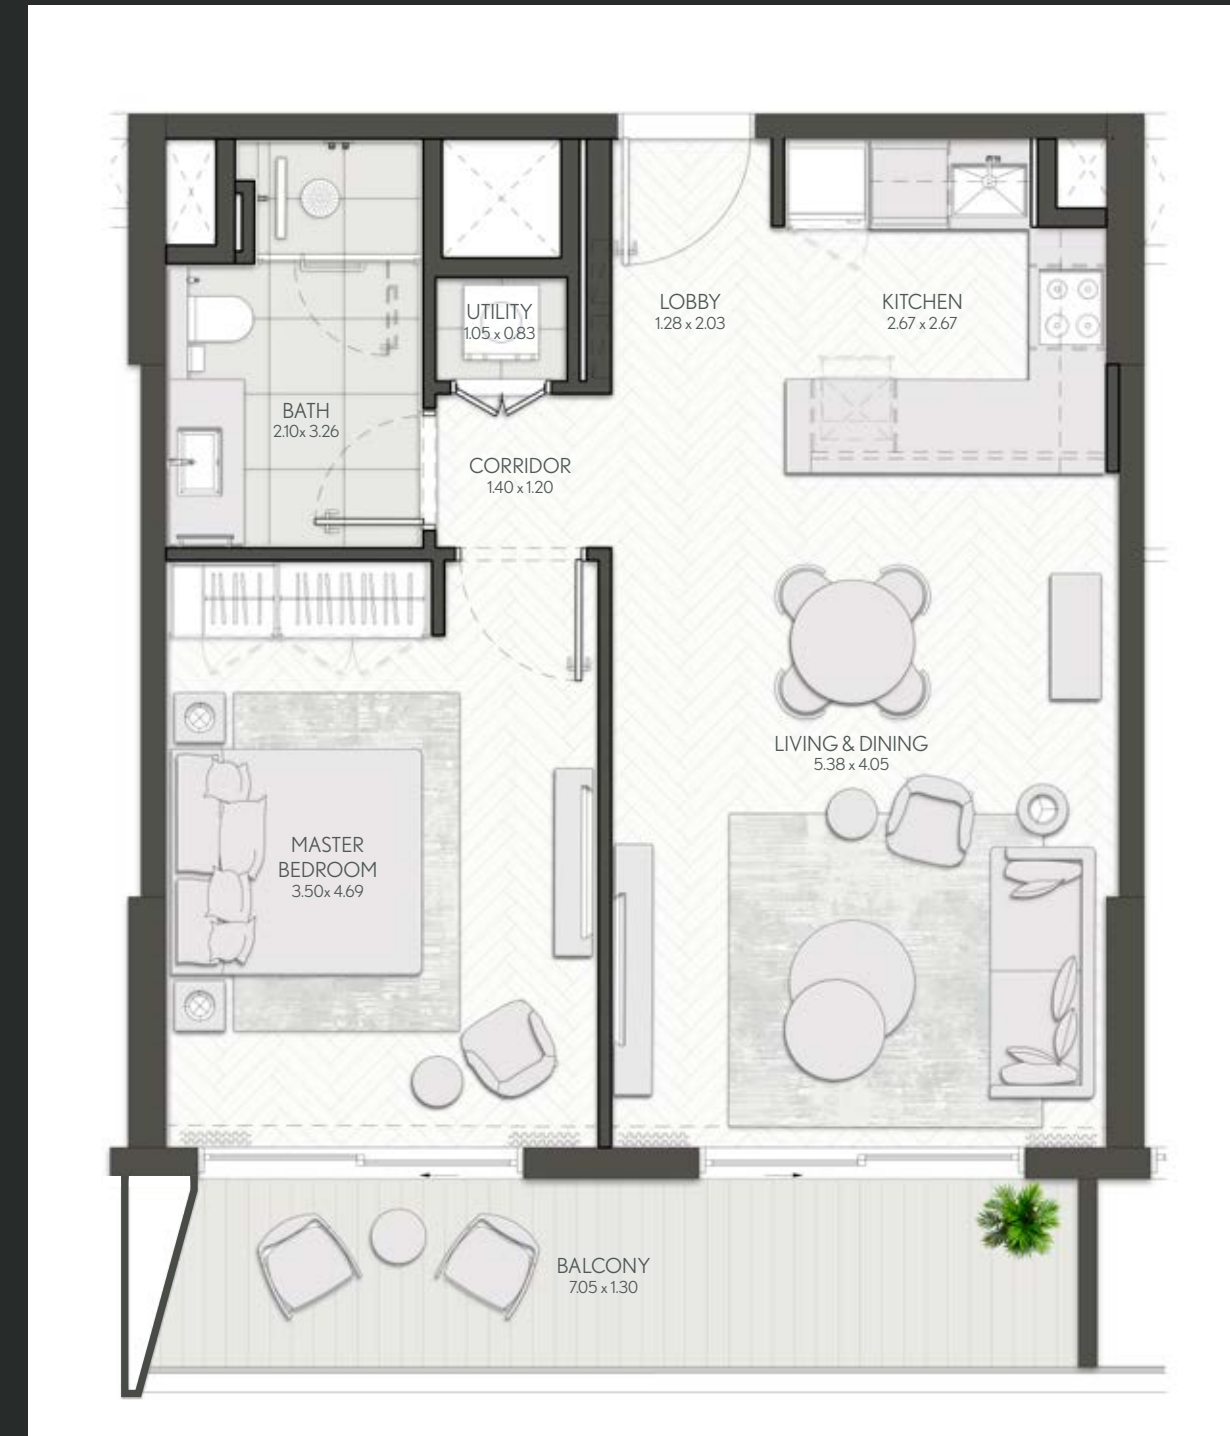 UTILITY
1.05 x 0.83
LOBBY
1.28 x 2.03
KITCHEN
2.67 x 2.67
BATH
2.10x 3.26
CORRIDOR
1.40 x 1.20
LIVING & DINING
5.38 x 4.05
MASTER
BEDROOM
3.50x 4.69
BALCONY
7.05 x 1.30